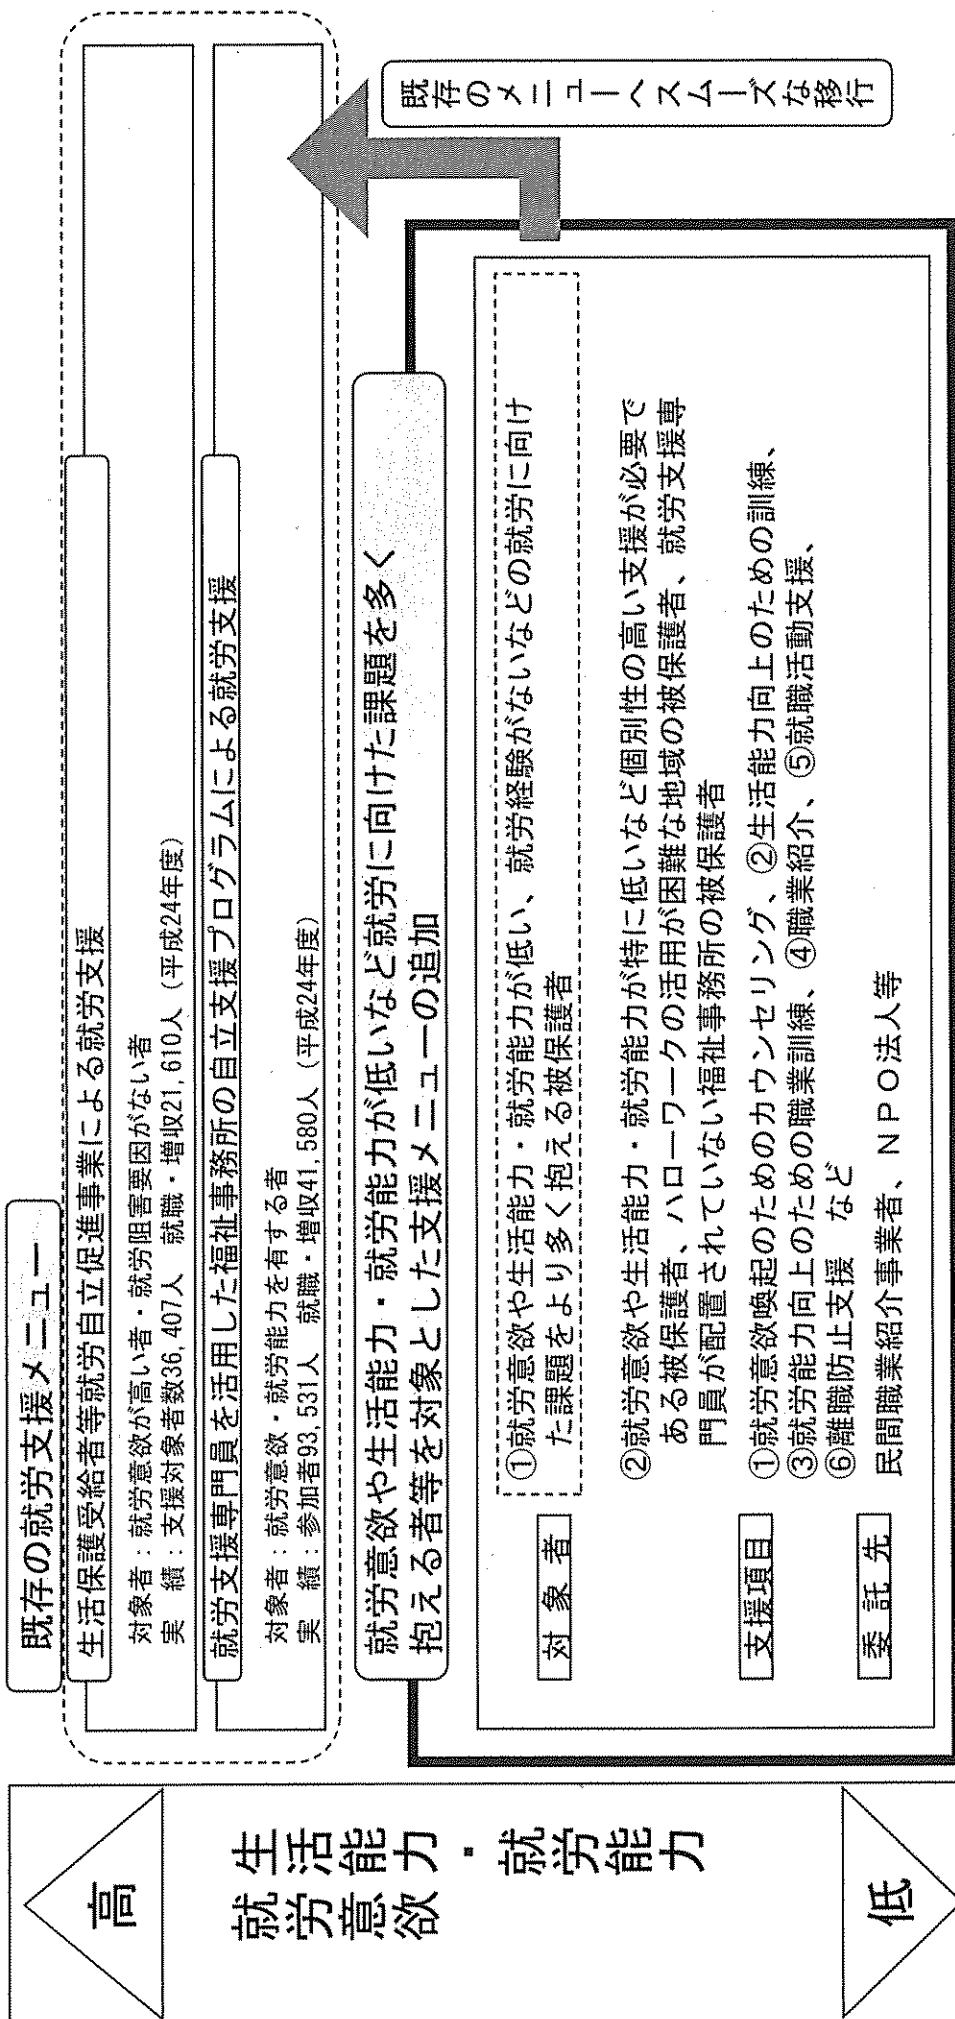 既存の就労支援メニュー
生活保護受給者等就労自立促進事業による就労支援
対象者：就労意欲が高い者・就労阻害要因がない者
実　績：支援対象者数36,407人　就職・増収21,610人（平成24年度）
就労支援専門員を活用した福祉事務所の自立支援プログラムによる就労支援
対象者：就労意欲・就労能力を有する者
実　績：参加者93,531人　就職・増収41,580人（平成24年度）
就労意欲や生活能力・就労能力が低いなど就労に向けた課題を多く
抱える者等を対象とした支援メニューの追加
対象者
①就労意欲や生活能力・就労能力が低い、就労経験がないなどの就労に向け
た課題をより多く抱える被保護者
②就労意欲や生活能力・就労能力が特に低いなど個別性の高い支援が必要で
ある被保護者、ハローワークの活用が困難な地域の被保護者、就労支援専
門員が配置されていない福祉事務所の被保護者
支援項目
①就労意欲喚起のためのカウンセリング、②生活能力向上のための訓練、
③就労能力向上のための職業訓練、④職業紹介、⑤就職活動支援、
⑥離職防止支援　など
委託先
民間職業紹介事業者、ＮＰＯ法人等
既存のメニューへスムーズな移行
高
生活能力・就労能力
就労意欲
低